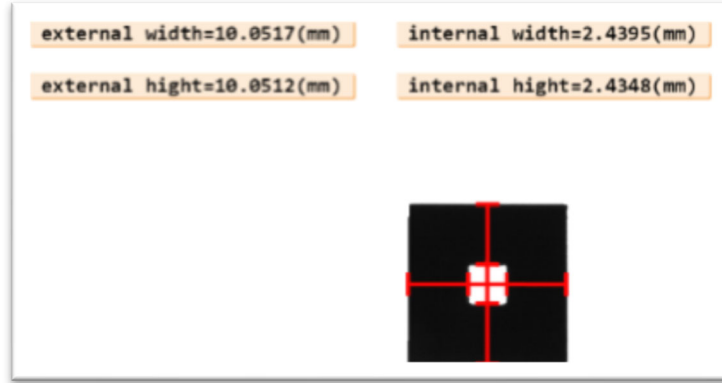 external width=10.0517(mm)
internal width=2.4395(mm)
external hight=10.0512(mm)
internal hight=2.4348(mm)